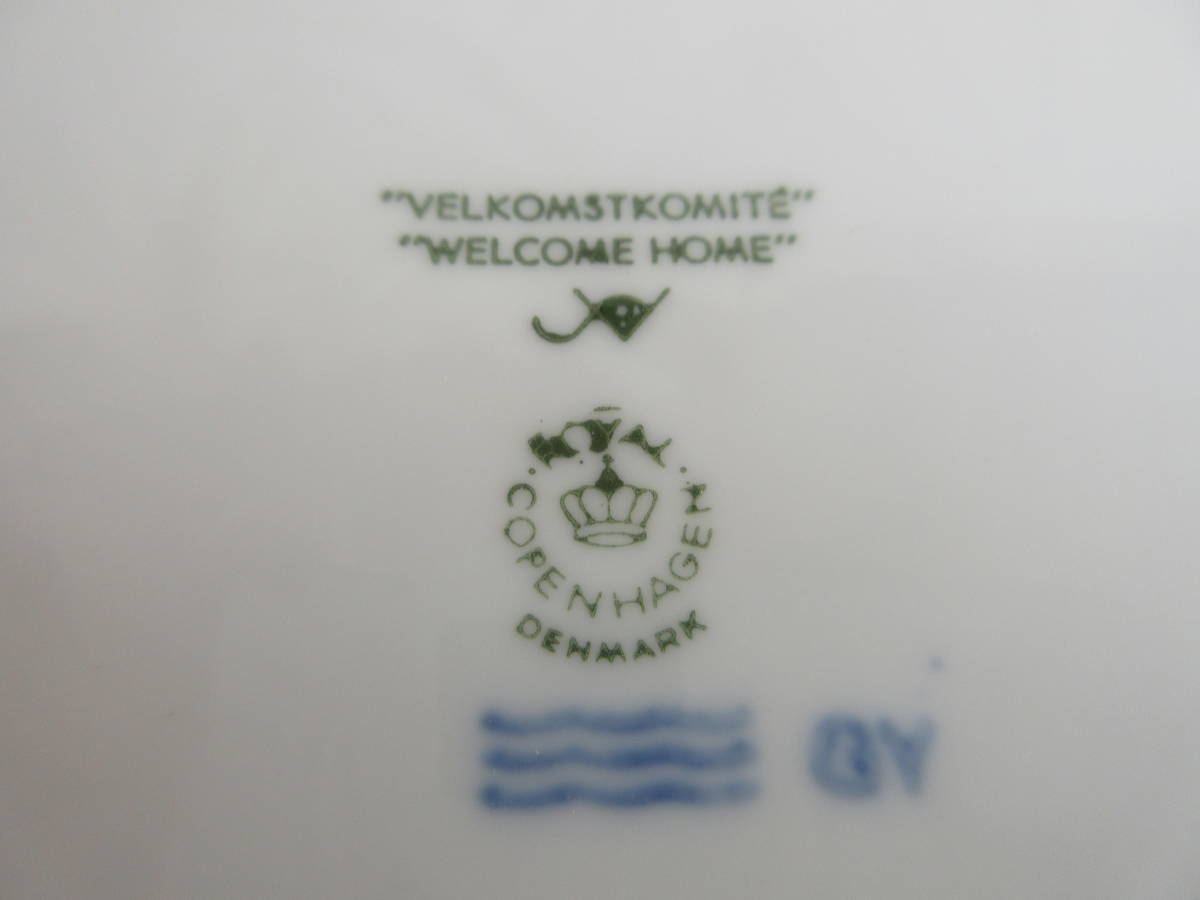 "VELKOMSTKOMITÉ"
"WELCOME HOME"
ROYAL
COPENHAGEN
DENMARK